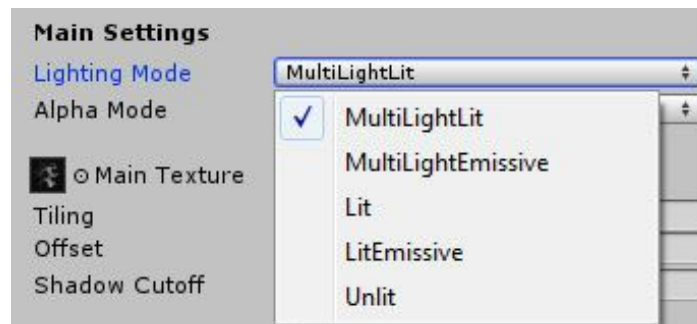 Main Settings
Lighting Mode MultiLightLit
Alpha Mode
MultiLightLit
MultiLightEmissive
Main Texture
Lit
Tiling
Offset
LitEmissive
Shadow Cutoff
Unlit